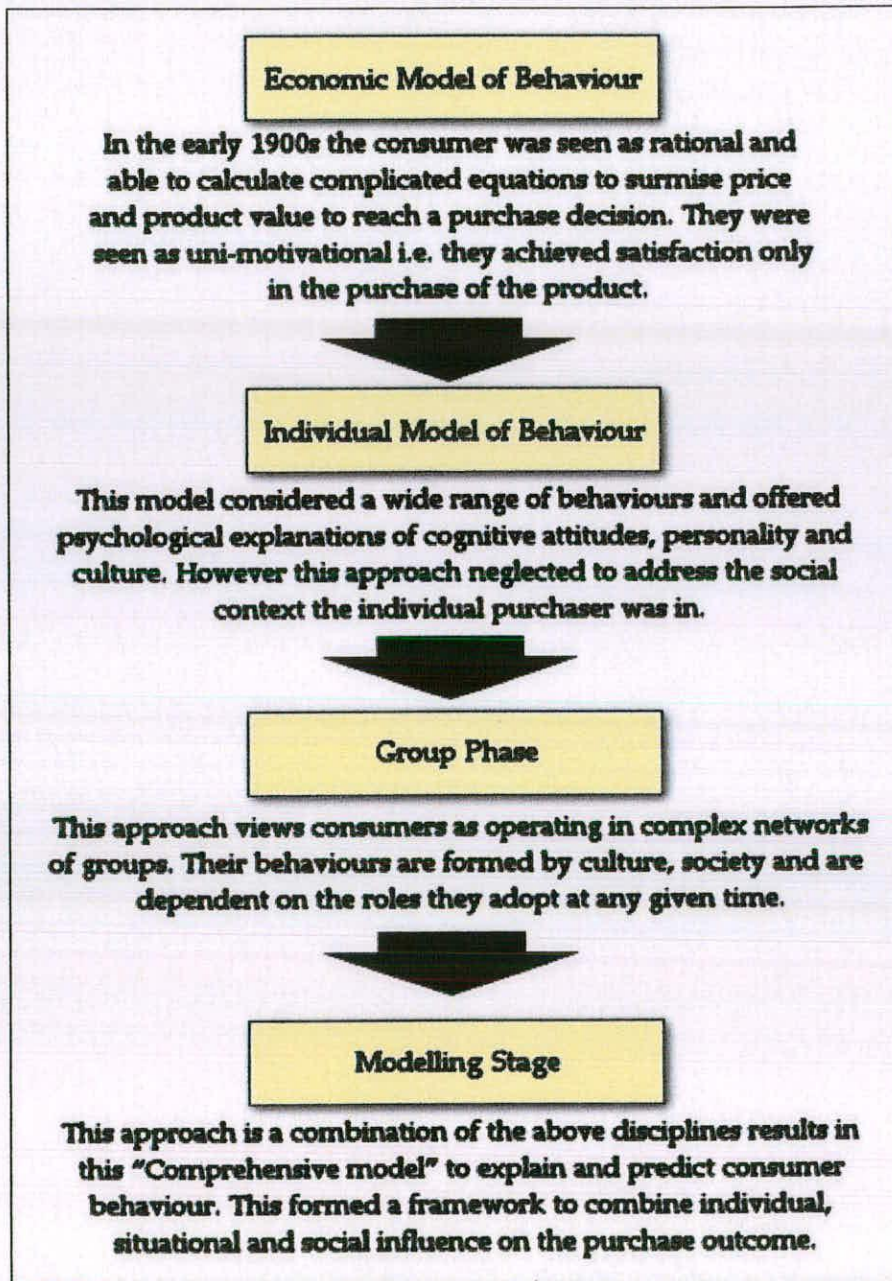 Economic Model of Behaviour
In the early 1900s the consumer was seen as rational and
able to calculate complicated equations to surmise price
and product value to reach a purchase decision. They were
seen as uni-motivational i.e. they achieved satisfaction only
in the purchase of the product.
Individual Model of Behaviour
This model considered a wide range of behaviours and offered
psychological explanations of cognitive attitudes, personality and
culture. However this approach neglected to address the social
context the individual purchaser was in.
Group Phase
This approach views consumers as operating in complex networks
of groups. Their behaviours are formed by culture, society and are
dependent on the roles they adopt at any given time.
Modelling Stage
This approach is a combination of the above disciplines results in
this "Comprehensive model" to explain and predict consumer
behaviour. This formed a framework to combine individual,
situational and social influence on the purchase outcome.